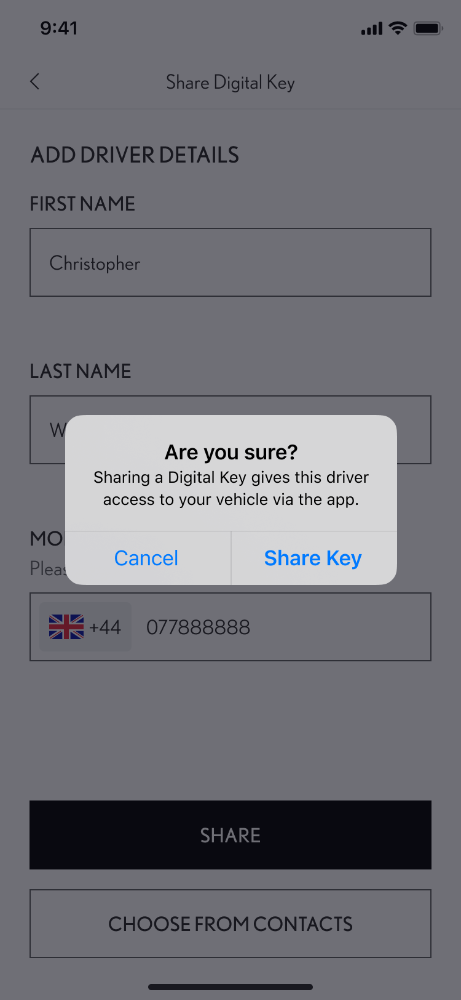 9:41
Share Digital Key
ADD DRIVER DETAILS
FIRST NAME
Christopher
LAST NAME
Are you sure?
Sharing a Digital Key gives this driver
access to your vehicle via the app.
Cancel
Share Key
+44 077888888
SHARE
CHOOSE FROM CONTACTS